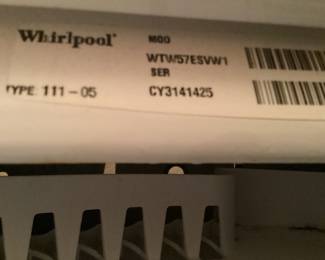 Whirlpool MOD
WTW57ESVW1
SER
TYPE: 111-05 CY3141425